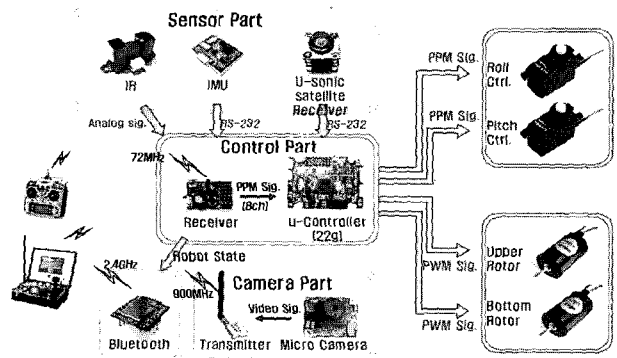 Sensor Part
IR
IMU
U-sonic
satellite
Receiver
Analog sig.
RS-232
RS-232
Control Part
72MHz
PPM Sig.
(8ch)
Receiver
u-Controller
(22g)
Robot State
2.4GHz
900MHz
Camera Part
Video Sig.
Bluetooth
Transmitter
Micro Camera
PPM Sig.
Roll
Ctrl.
PPM Sig.
Pitch
Ctrl.
PWM Sig.
Upper
Rotor
PWM Sig.
Bottom
Rotor